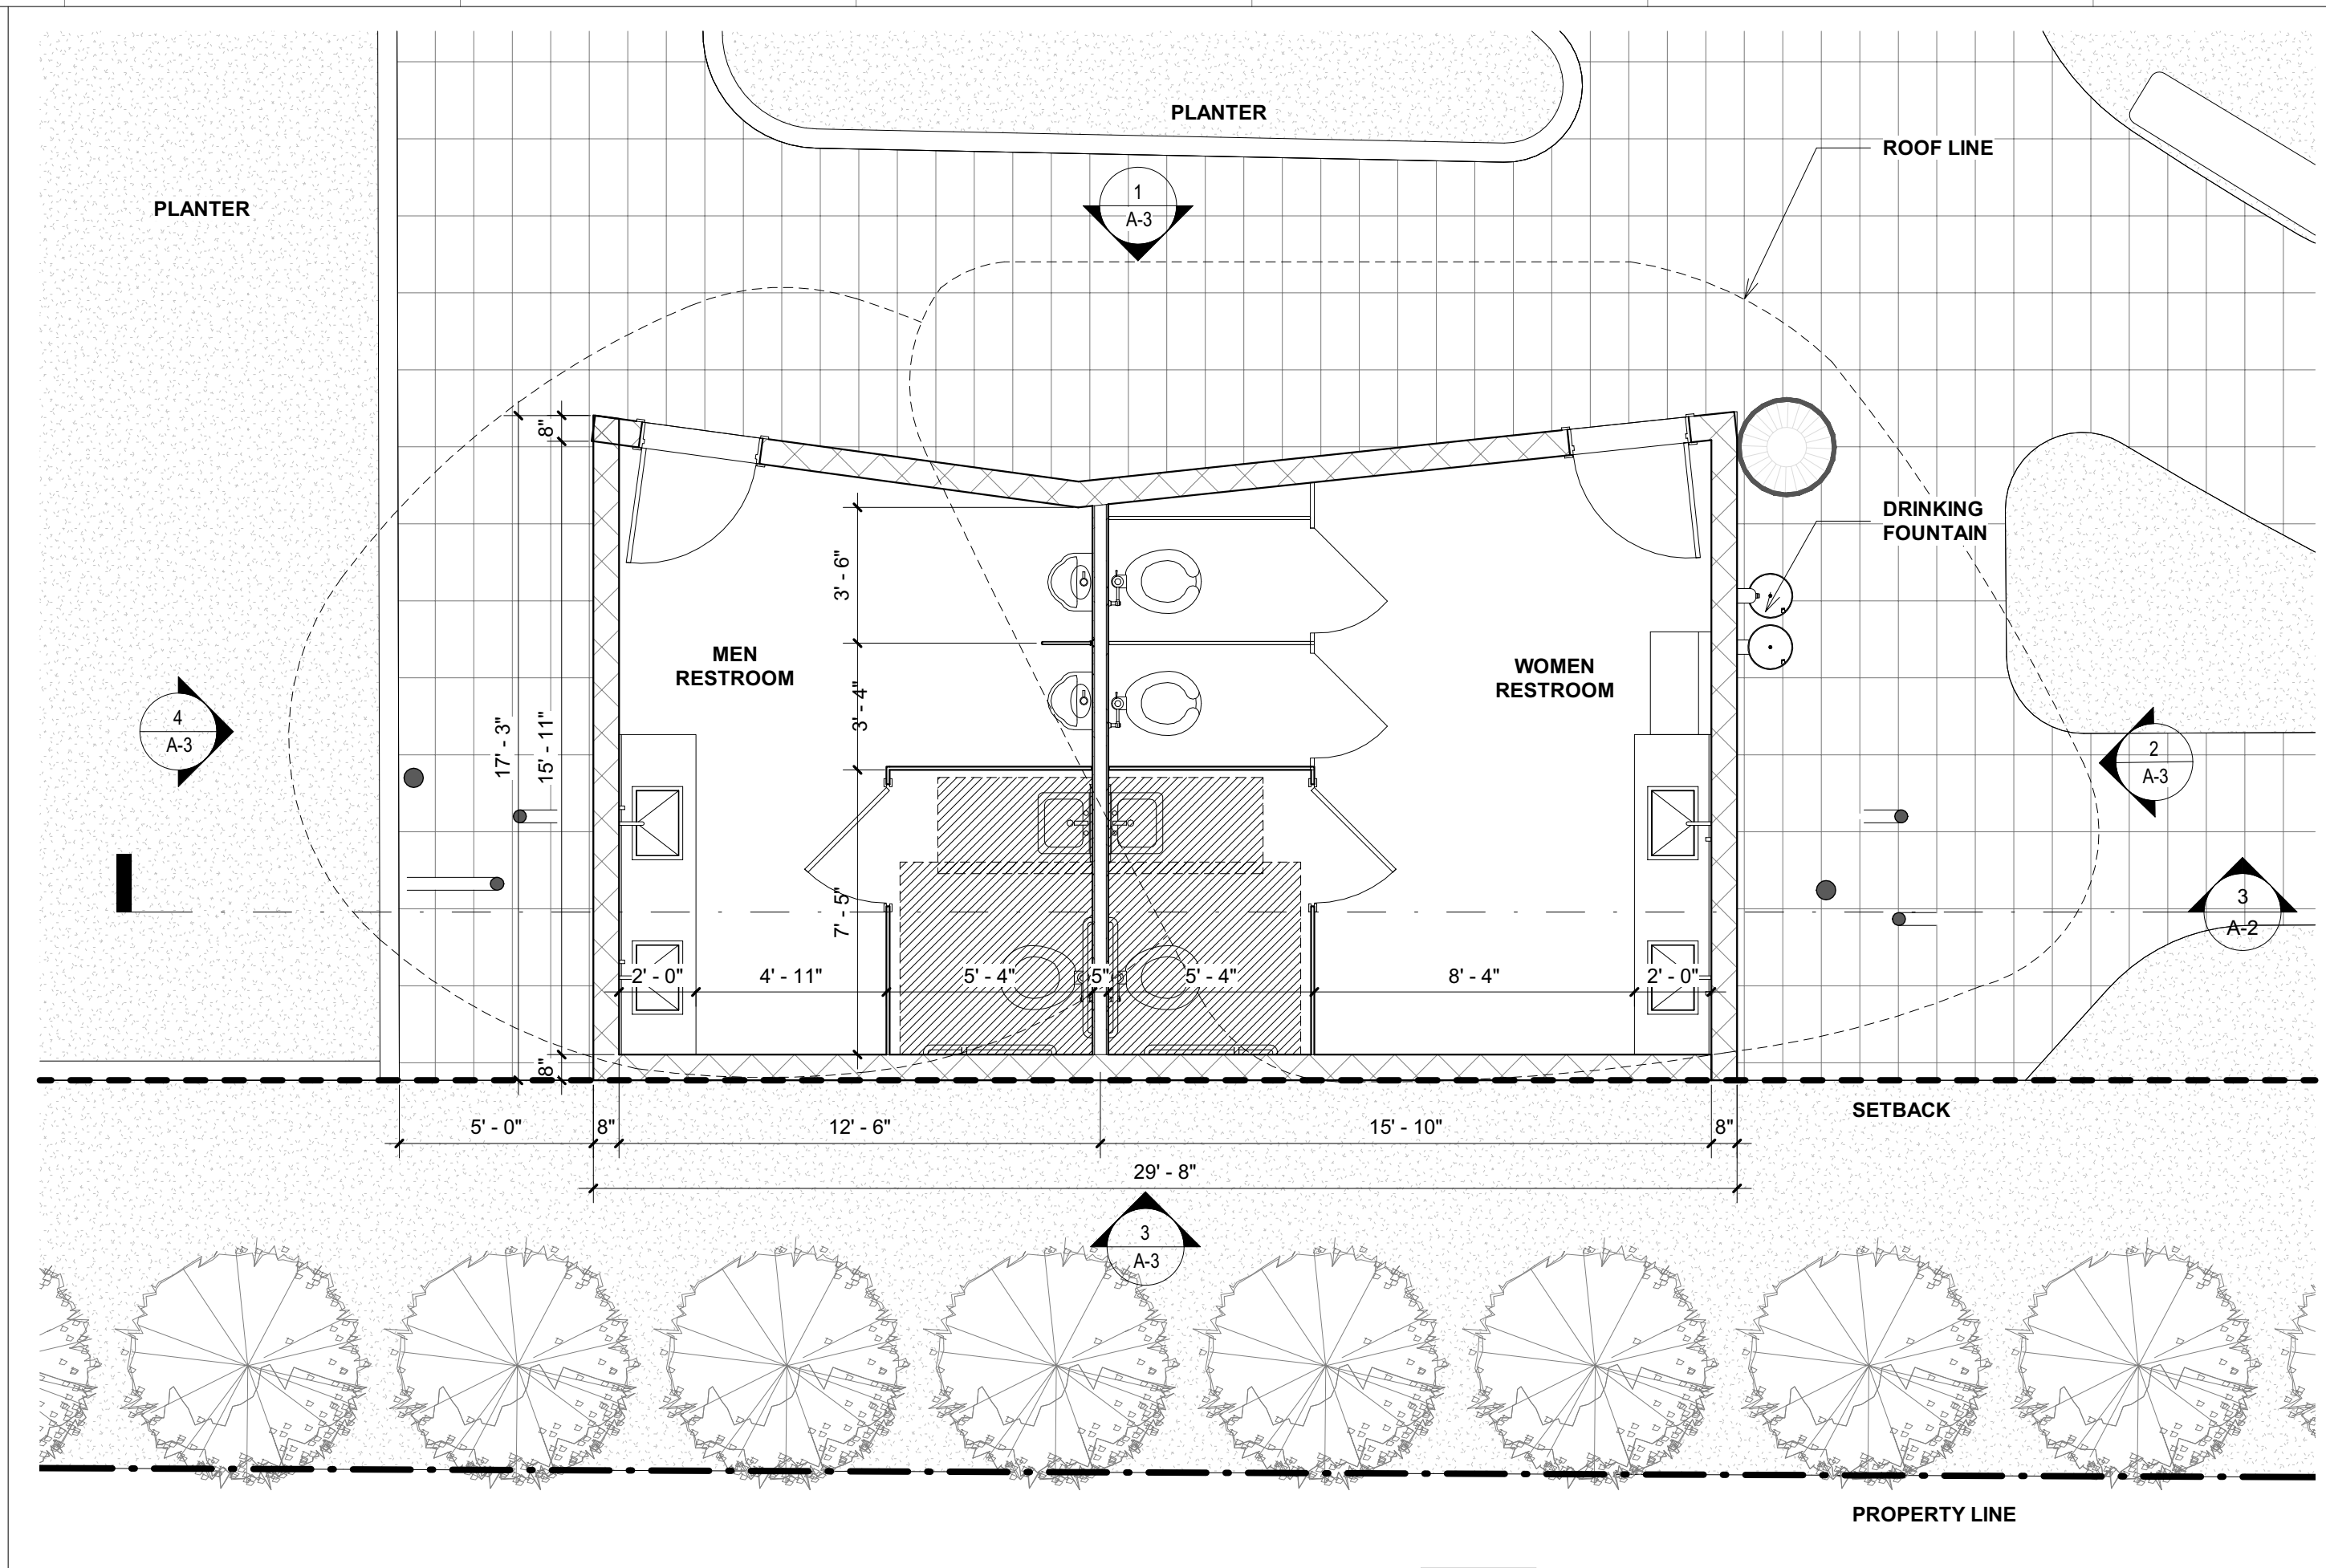 PLANTER
ROOF LINE
1
A-3
PLANTER
8"
DRINKING
FOUNTAIN
3' - 6"
MEN
RESTROOM
WOMEN
RESTROOM
3' - 4"
4
A-3
17' - 3"
15' - 11"
2
A-3
7' - 5"
3
A-2
2' - 0"
4' - 11"
5' - 4"
5"
5' - 4"
8' - 4"
2' - 0"
8"
SETBACK
5' - 0"
8"
12' - 6"
15' - 10"
8"
29' - 8"
3
A-3
PROPERTY LINE